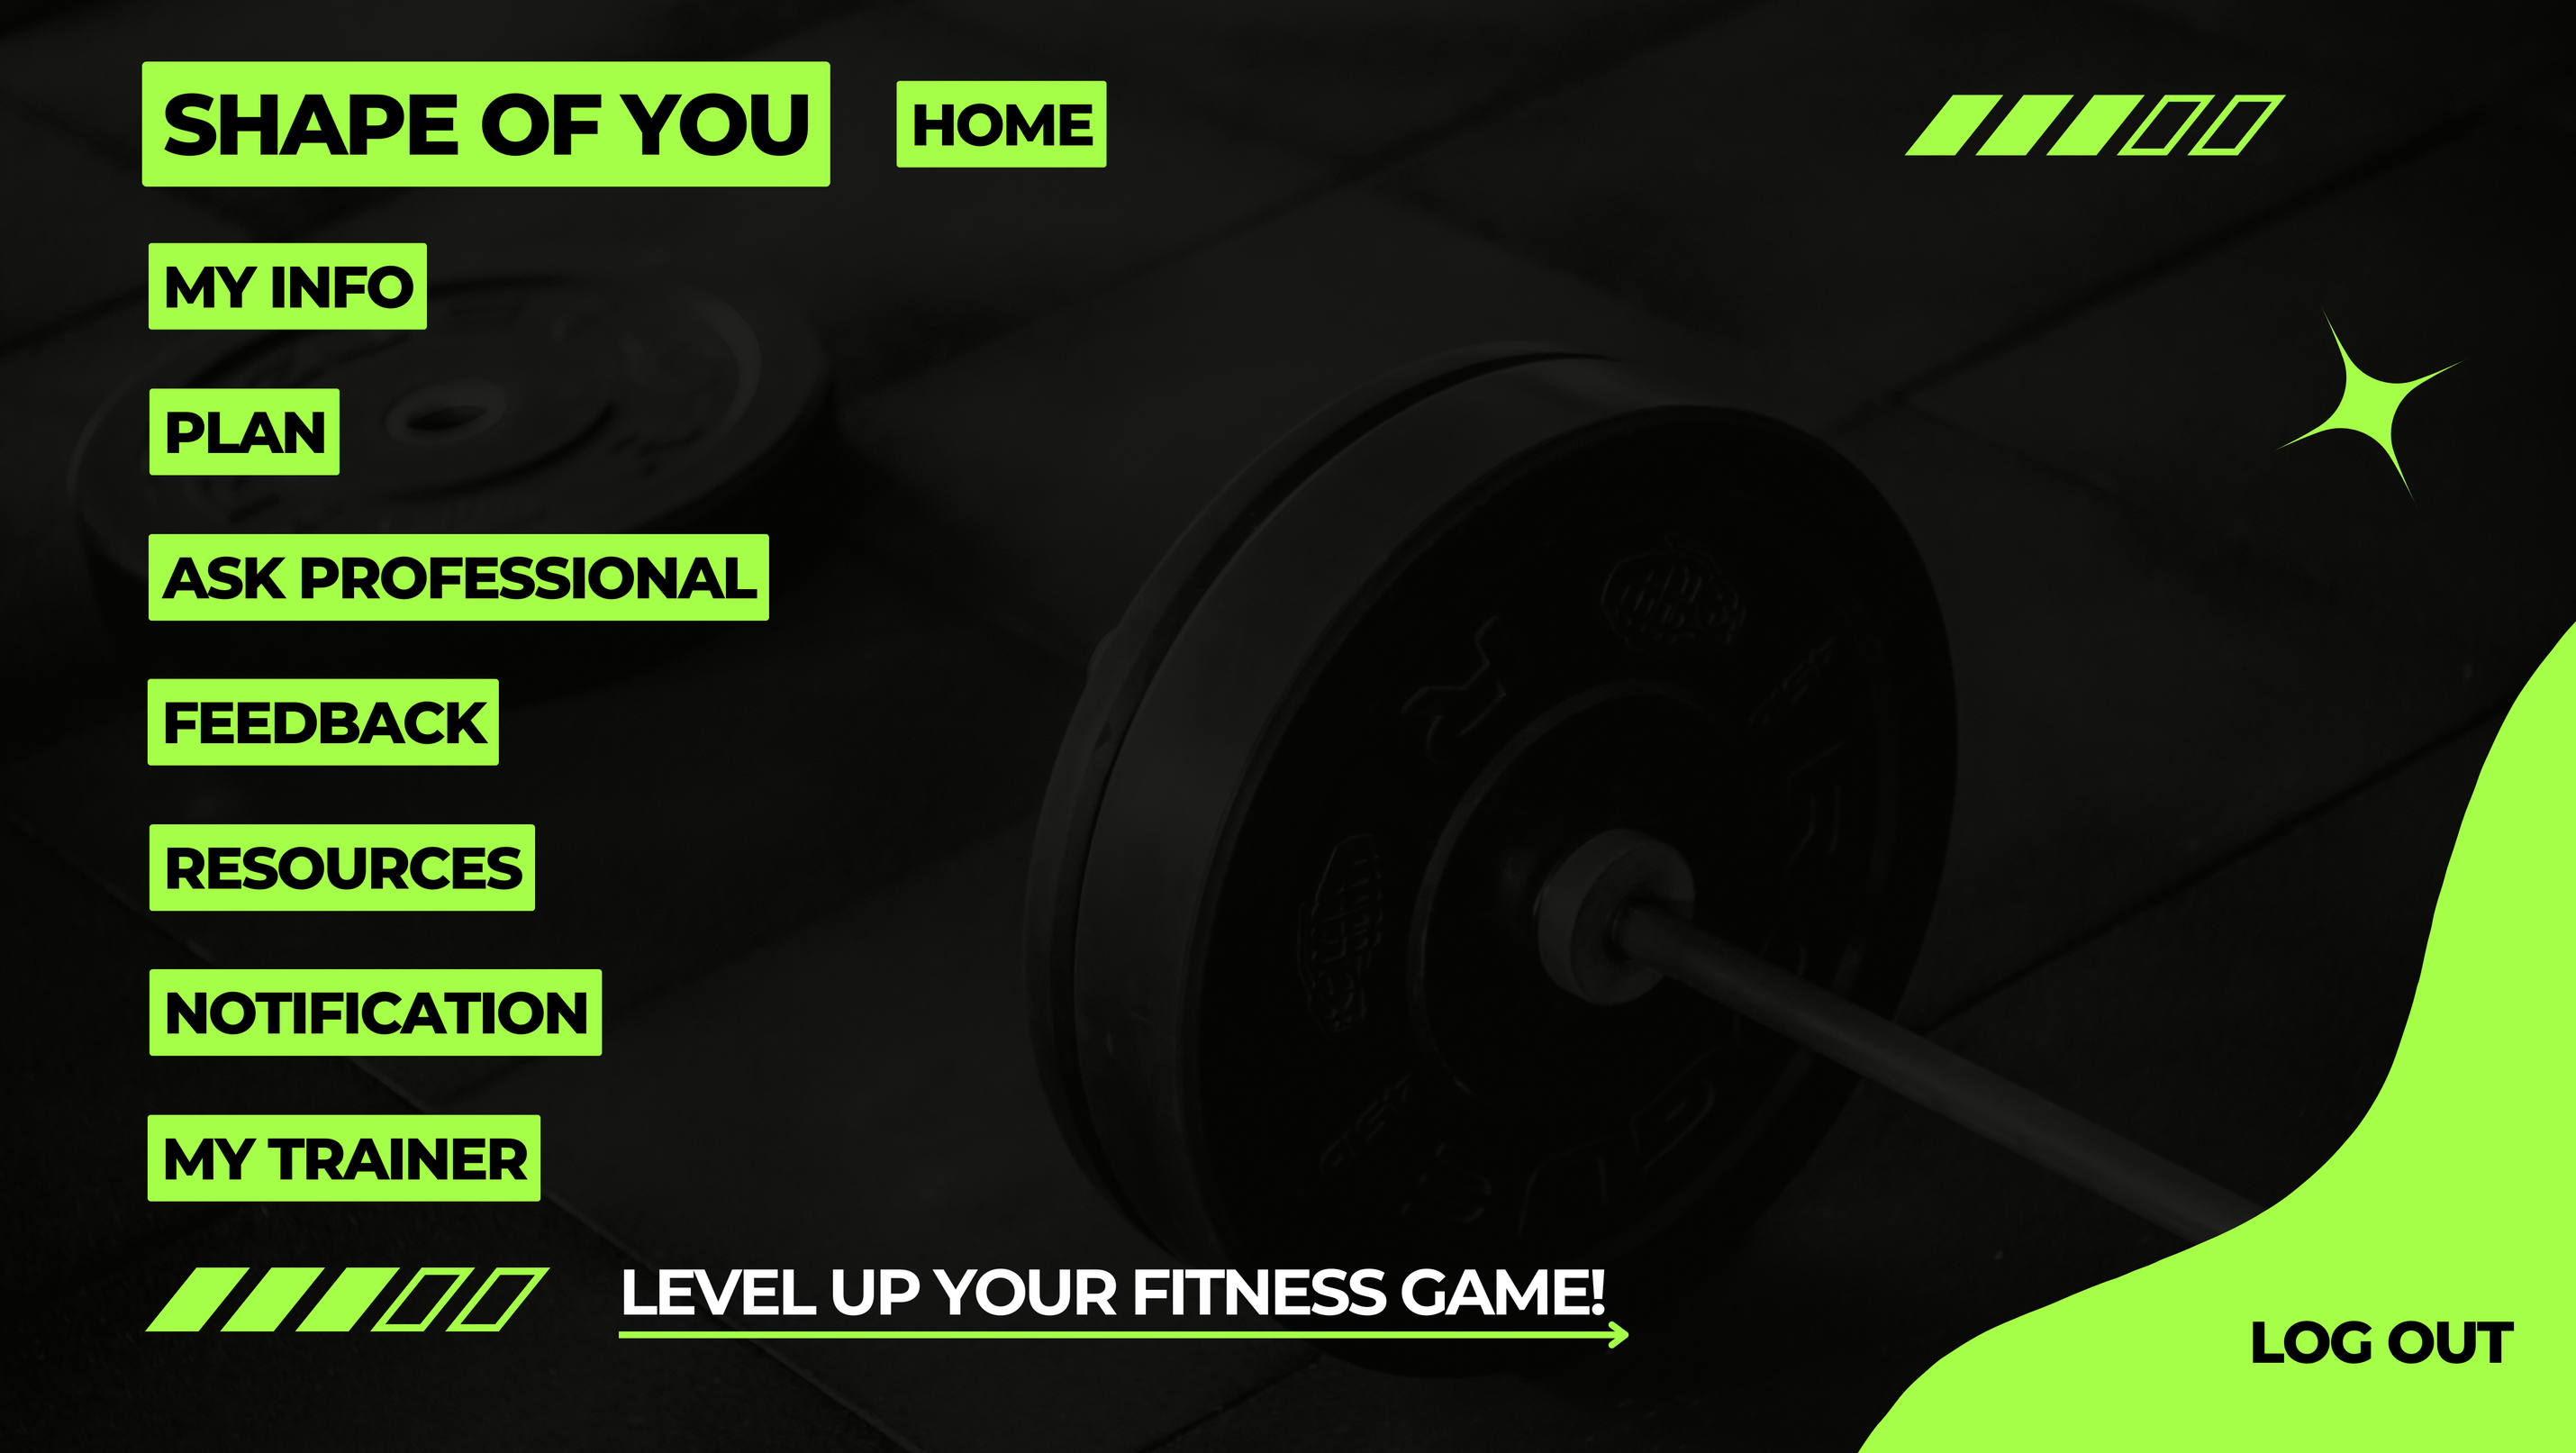 SHAPE OF YOU
HOME
MY INFO
PLAN
ASK PROFESSIONAL
FEEDBACK
RESOURCES
NOTIFICATION
MY TRAINER
LEVEL UP YOUR FITNESS GAME!
LOG OUT